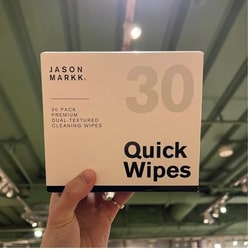 JASON
MARKK.
30
30 PACK
PREMIUM
DUAL-TEXTURED
CLEANING WIPES
Quick
Wipes